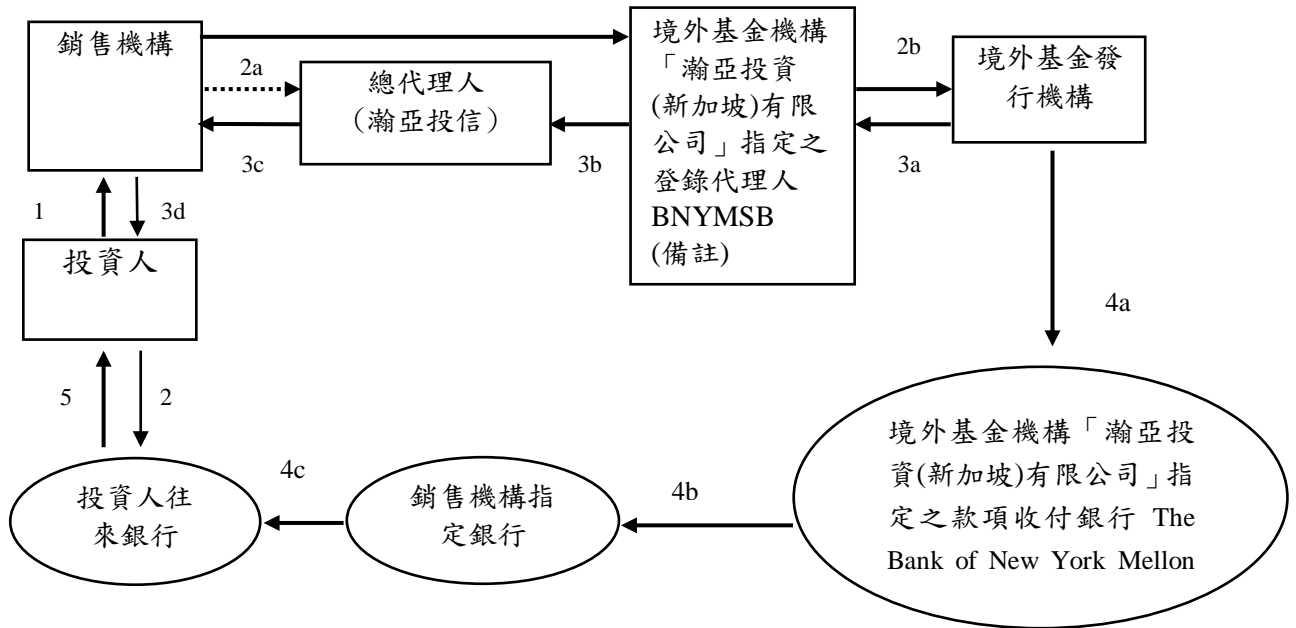 銷售機構
2a
總代理人
（瀚亞投信）
境外基金機構
「瀚亞投資
(新加坡)有限
公司」指定之
登錄代理人
BNYMSB
(備註)
2b
境外基金發
行機構
3c
3b
3a
1
3d
投資人
4a
5
2
投資人往
來銀行
4c
銷售機構指
定銀行
4b
境外基金機構「瀚亞投
資(新加坡)有限公司」指
定之款項收付銀行 The
Bank of New York Mellon